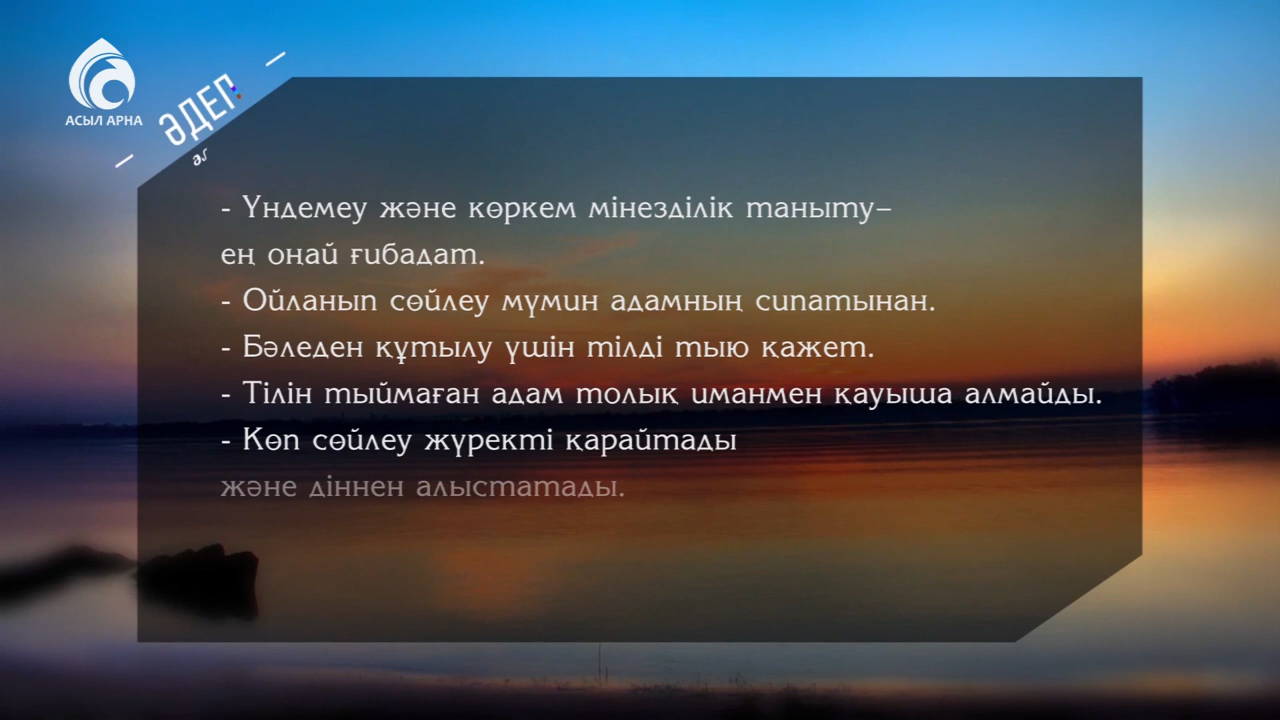 АСЫЛ АРНА
ӘДЕП
- Үндемеу және көркем мінезділік таныту–
ең оңай ғибадат.
- Ойланып сөйлеу мүмин адамның сипатынан.
- Бәледен құтылу үшін тілді тыю қажет.
- Тілін тыймаған адам толық иманмен қауыша алмайды.
- Көп сөйлеу жүректі қарайтады
және діннен алыстатады.